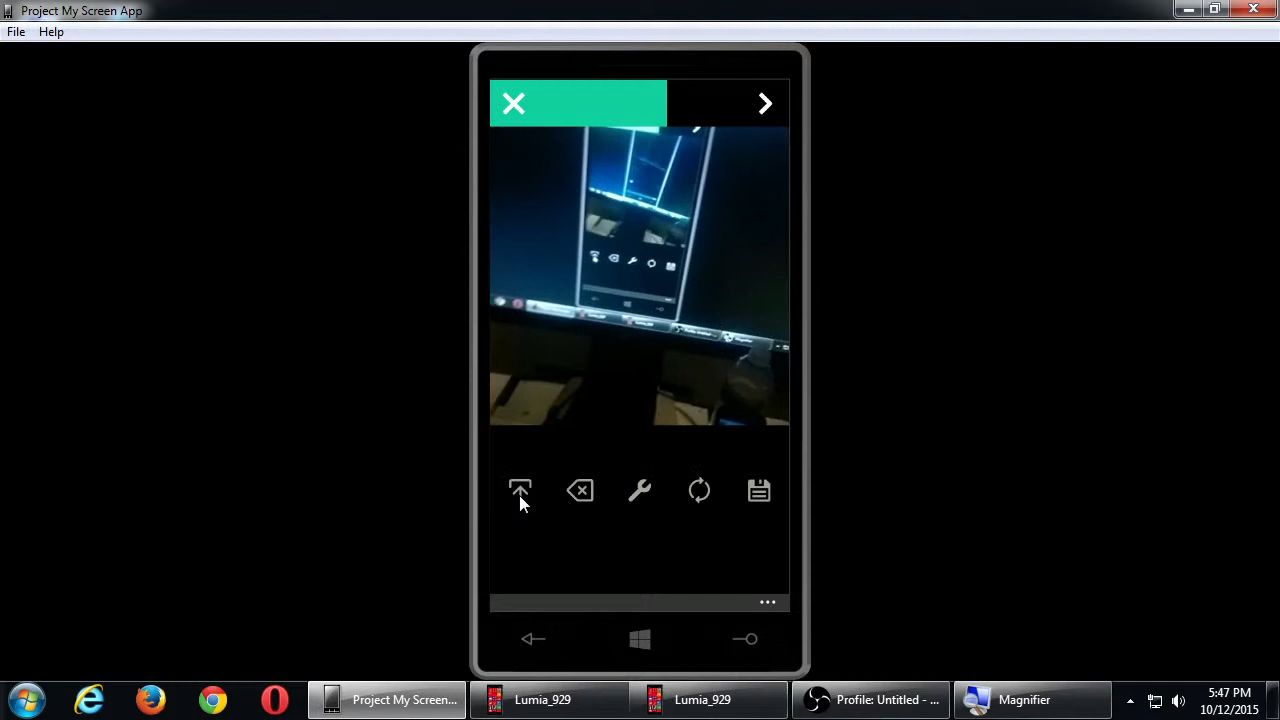 Project My Screen App
File Help
Project My Screen... Lumia_929 Lumia_929 Profile: Untitled - ... Magnifier 5:47 PM
10/12/2015